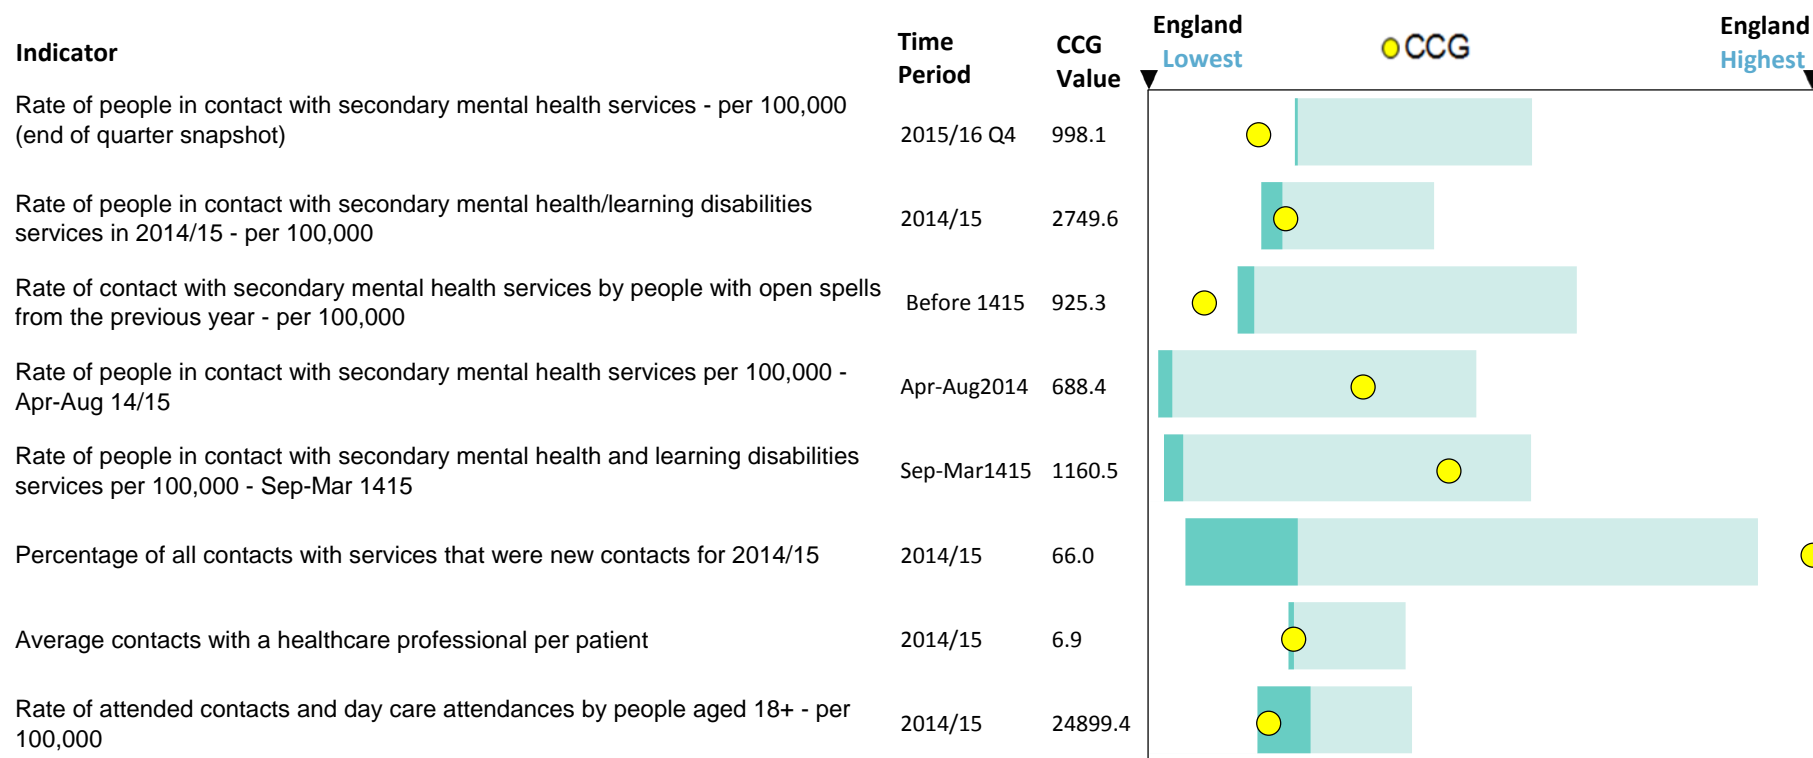 Indicator
Time
Period
CCG
Value
England
Lowest
CCG
England
Highest
Rate of people in contact with secondary mental health services - per 100,000
(end of quarter snapshot)
2015/16 Q4
998.1
Rate of people in contact with secondary mental health/learning disabilities
services in 2014/15 - per 100,000
2014/15
2749.6
Rate of contact with secondary mental health services by people with open spells
from the previous year - per 100,000
Before 1415
925.3
Rate of people in contact with secondary mental health services per 100,000 -
Apr-Aug 14/15
Apr-Aug2014
688.4
Rate of people in contact with secondary mental health and learning disabilities
services per 100,000 - Sep-Mar 1415
Sep-Mar1415
1160.5
Percentage of all contacts with services that were new contacts for 2014/15
2014/15
66.0
Average contacts with a healthcare professional per patient
2014/15
6.9
Rate of attended contacts and day care attendances by people aged 18+ - per
100,000
2014/15
24899.4